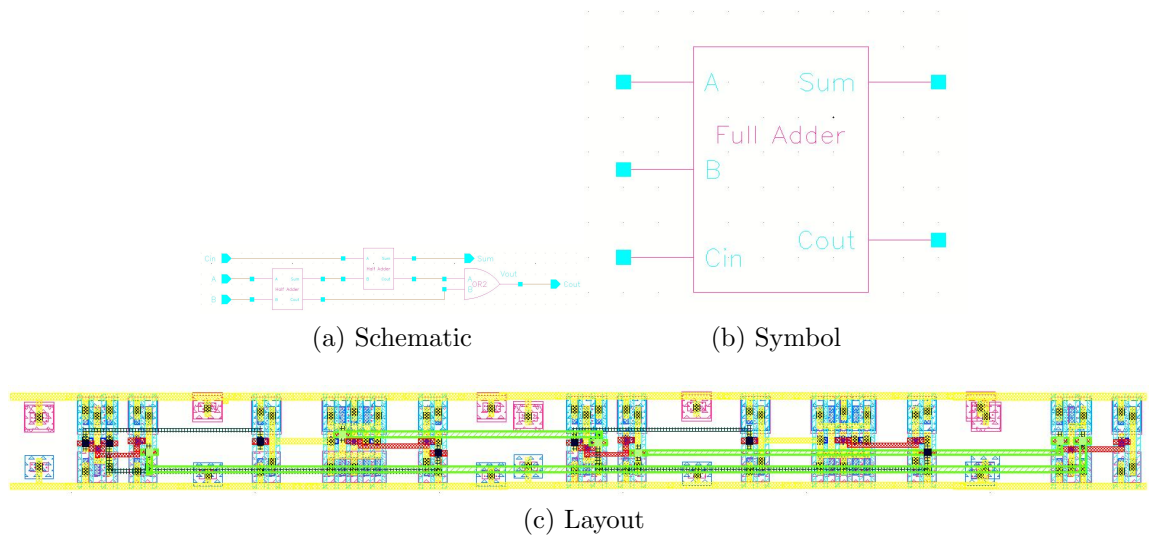 Cin
A
B
A Sum
Half Adder
B Cout
A Sum
Half Adder
B Cout
Sum
A
B
OR2
Vout
Cout
(a) Schematic
A
B
Cin
Full Adder
Sum
Cout
(b) Symbol
(c) Layout